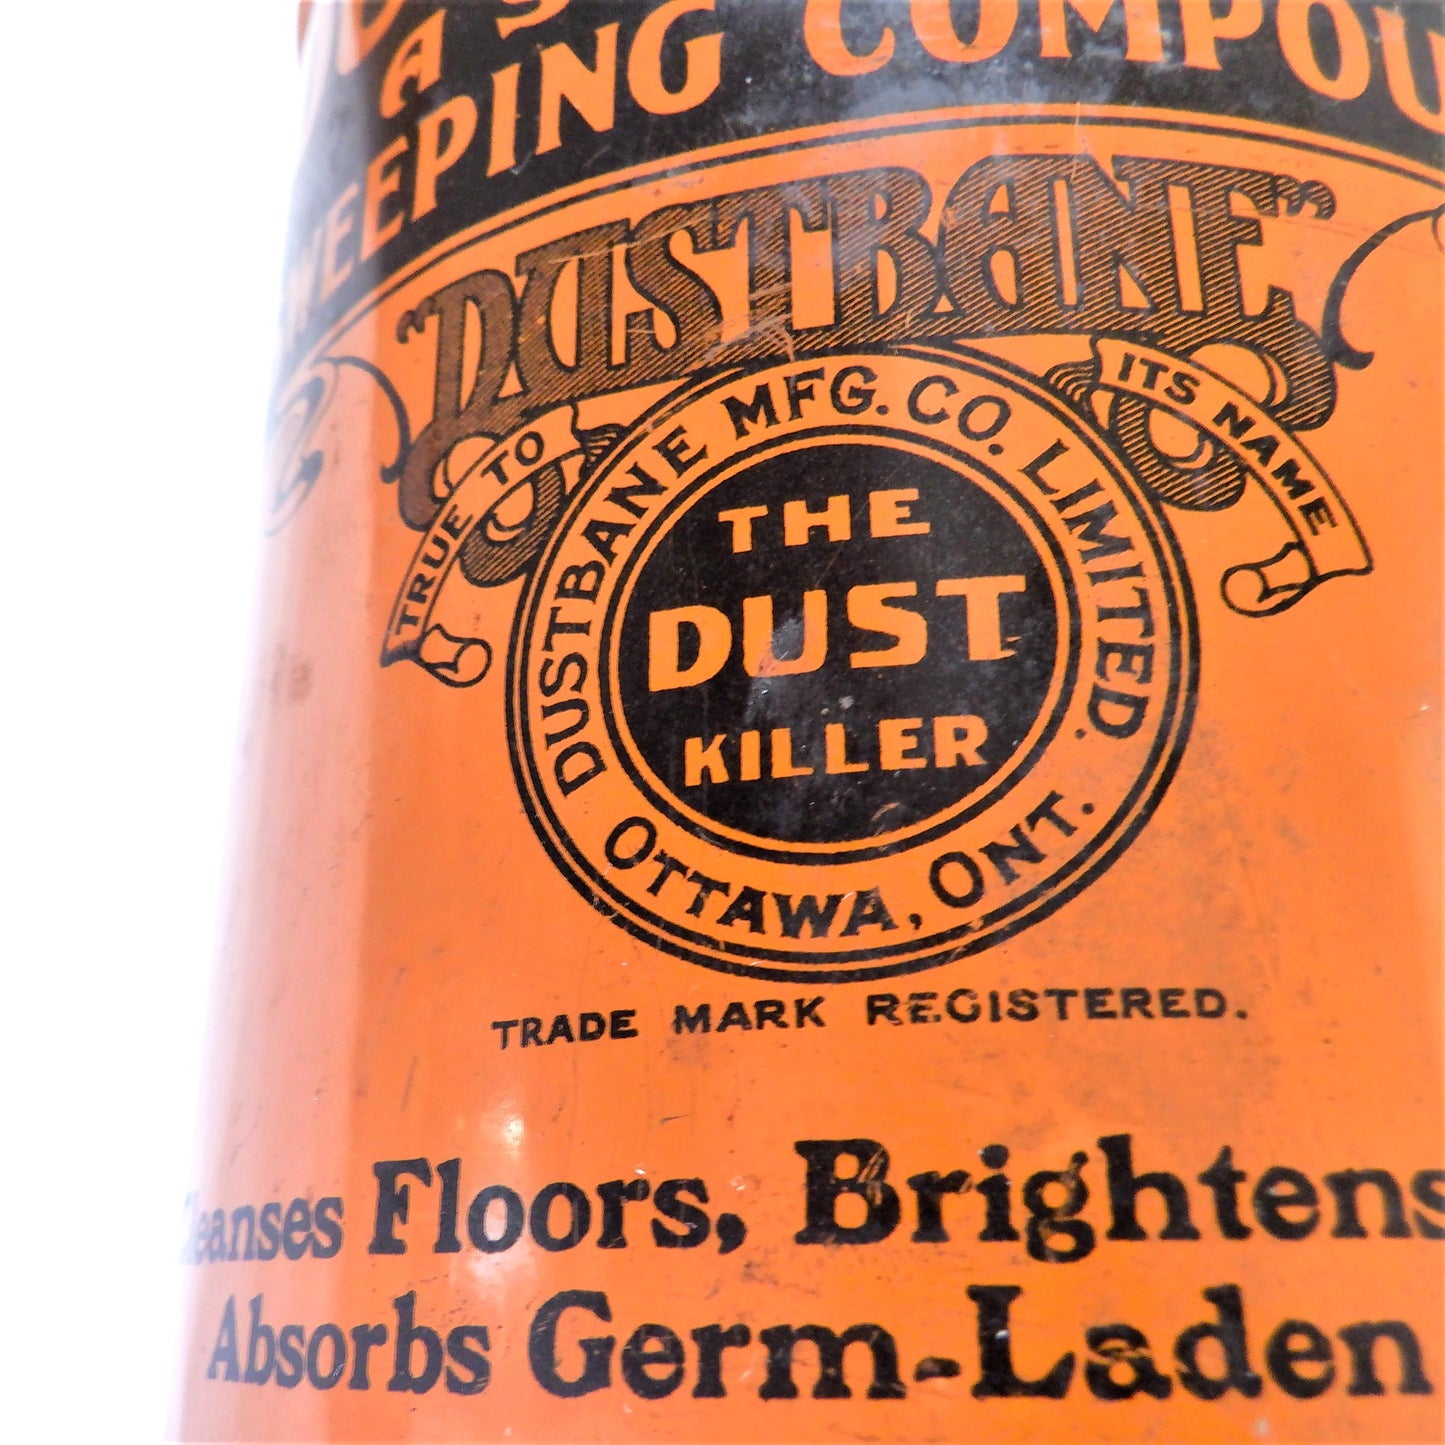 A
SWEEPING COMPOU
"DUSTBANE"
TRUE TO ITS NAME
DUSTBANE MFG. CO. LIMITED.
THE
DUST
KILLER
OTTAWA, ONT.
TRADE MARK REGISTERED.
Cleanses Floors, Brightens
Absorbs Germ-Laden